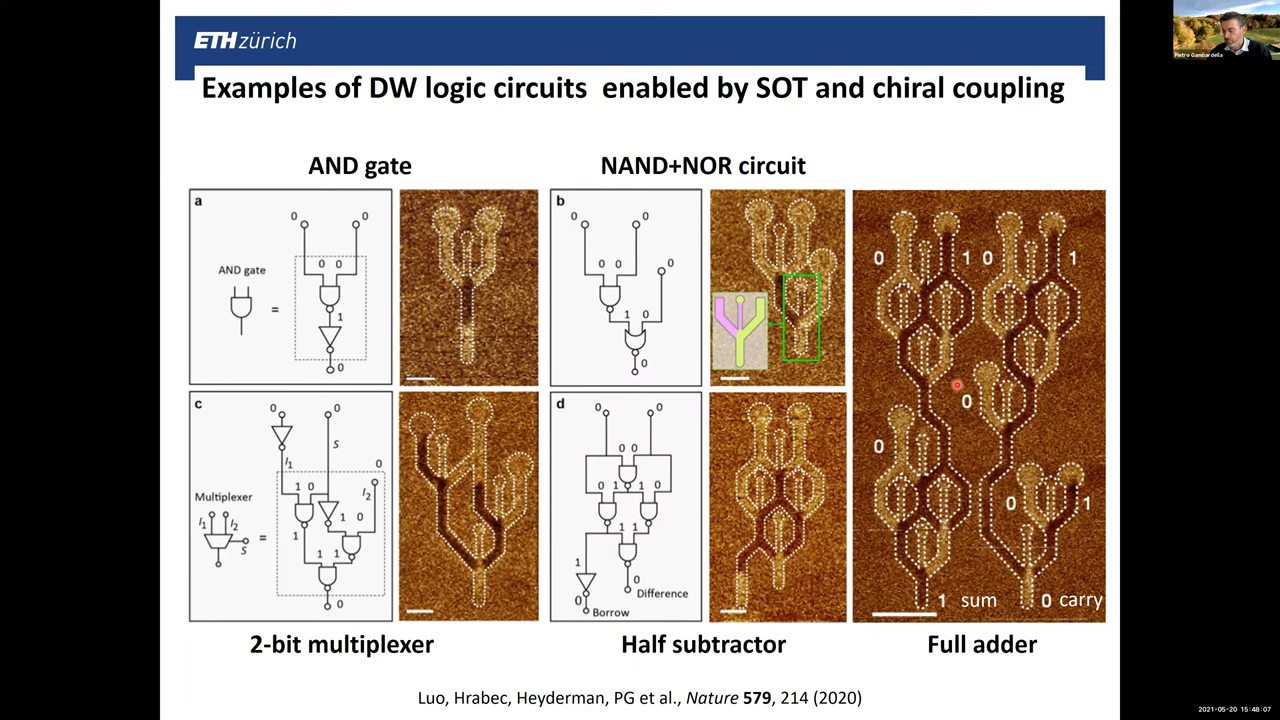 ETH zürich
Pietro Gambardella
Examples of DW logic circuits enabled by SOT and chiral coupling
AND gate
NAND+NOR circuit
a
0 0
AND gate
0 0
=
1
0
b
0 0
0
0 0
1 0
0
0 1 0 1
0
0
c
0 0
S
I1
0
Multiplexer
1 0
I2
I1 I2
S
=
1 0
1
1 1
0
d
0 0
0 0
0 1 1 0
1 1
1
0
Difference
0
Borrow
0 1
1 sum 0 carry
2-bit multiplexer
Half subtractor
Full adder
Luo, Hrabec, Heyderman, PG et al., Nature 579, 214 (2020)
2021-05-20 15:48:07